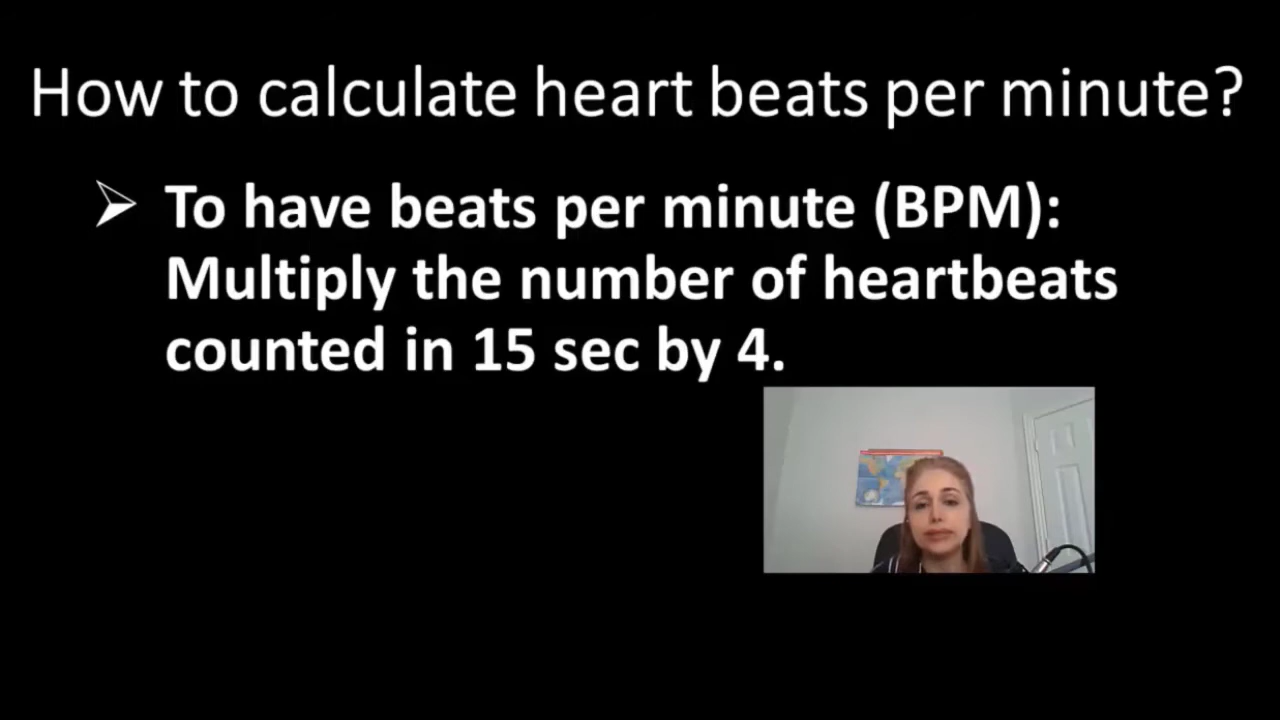 How to calculate heart beats per minute?
To have beats per minute (BPM):
Multiply the number of heartbeats
counted in 15 sec by 4.